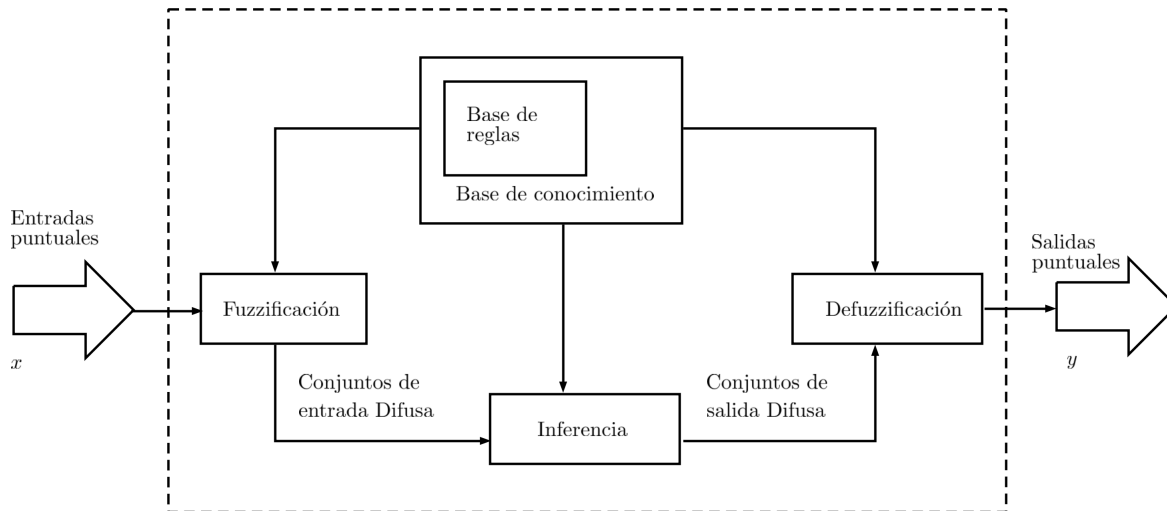 Base de
reglas
Base de conocimiento
Entradas
puntuales
x
Fuzzificación
Conjuntos de
entrada Difusa
Inferencia
Conjuntos de
salida Difusa
Defuzzificación
Salidas
puntuales
y